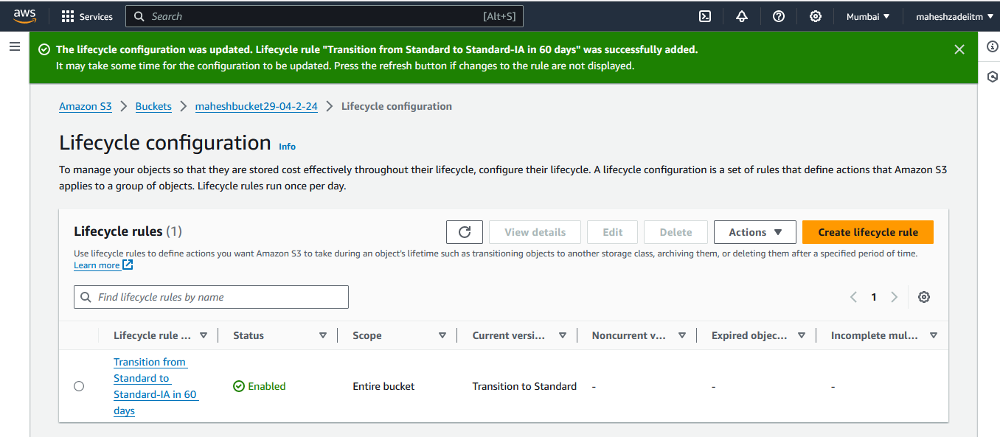 aws
Services
Search
[Alt+S]
Mumbai
maheshzadeiitm
The lifecycle configuration was updated. Lifecycle rule "Transition from Standard to Standard-IA in 60 days" was successfully added.
It may take some time for the configuration to be updated. Press the refresh button if changes to the rule are not displayed.
Amazon S3
Buckets
maheshbucket29-04-2-24
Lifecycle configuration
Lifecycle configuration
Info
To manage your objects so that they are stored cost effectively throughout their lifecycle, configure their lifecycle. A lifecycle configuration is a set of rules that define actions that Amazon S3
applies to a group of objects. Lifecycle rules run once per day.
Lifecycle rules (1)
View details
Edit
Delete
Actions
Create lifecycle rule
Use lifecycle rules to define actions you want Amazon S3 to take during an object's lifetime such as transitioning objects to another storage class, archiving them, or deleting them after a specified period of time.
Learn more
Find lifecycle rules by name
1
Lifecycle rule ...
Status
Scope
Current versi...
Noncurrent v...
Expired objec...
Incomplete mul...
Transition from
Standard to
Standard-IA in 60
days
Enabled
Entire bucket
Transition to Standard
-
-
-